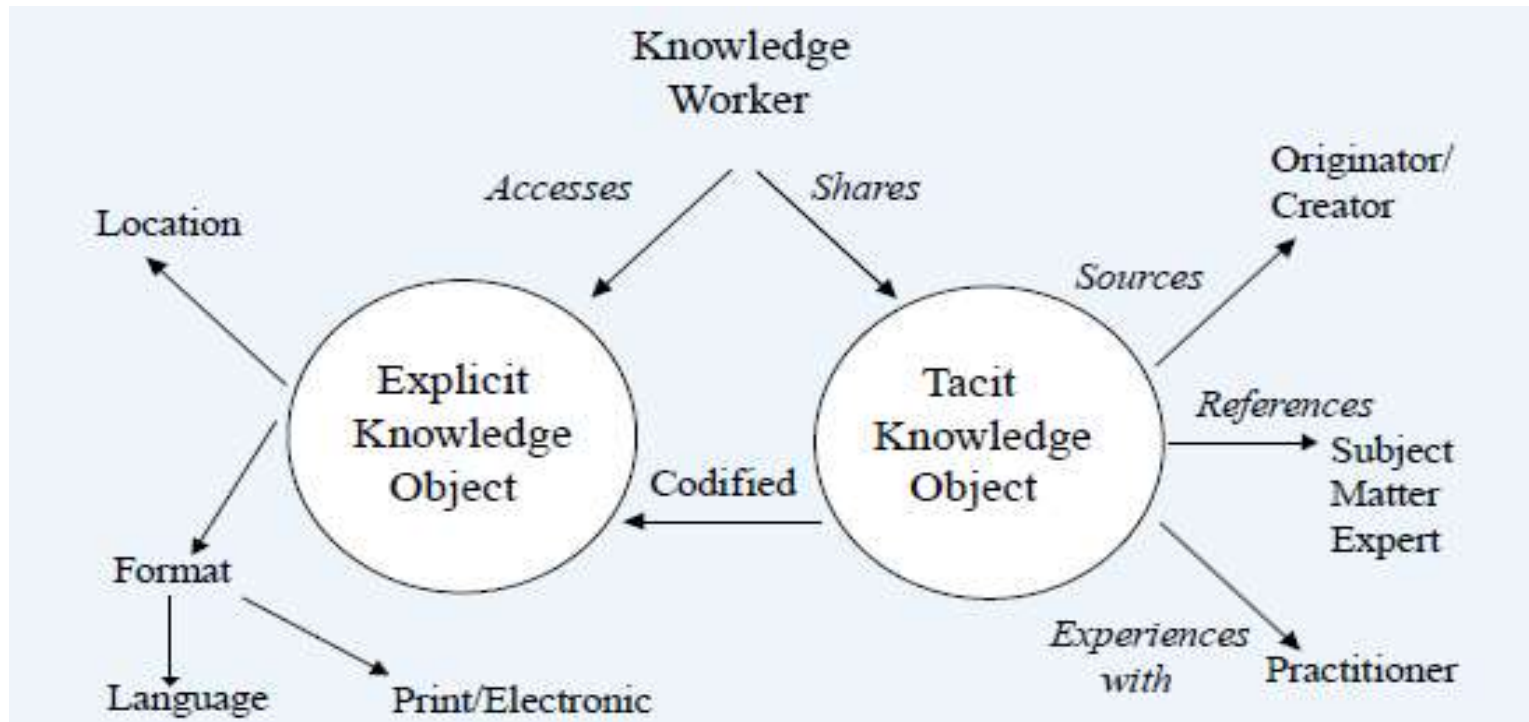 Knowledge
Worker
Accesses
Shares
Originator/
Creator
Location
Sources
Explicit
Knowledge
Object
Tacit
Knowledge
Object
References
Subject
Matter
Expert
Codified
Format
Experiences
with
Practitioner
Language
Print/Electronic